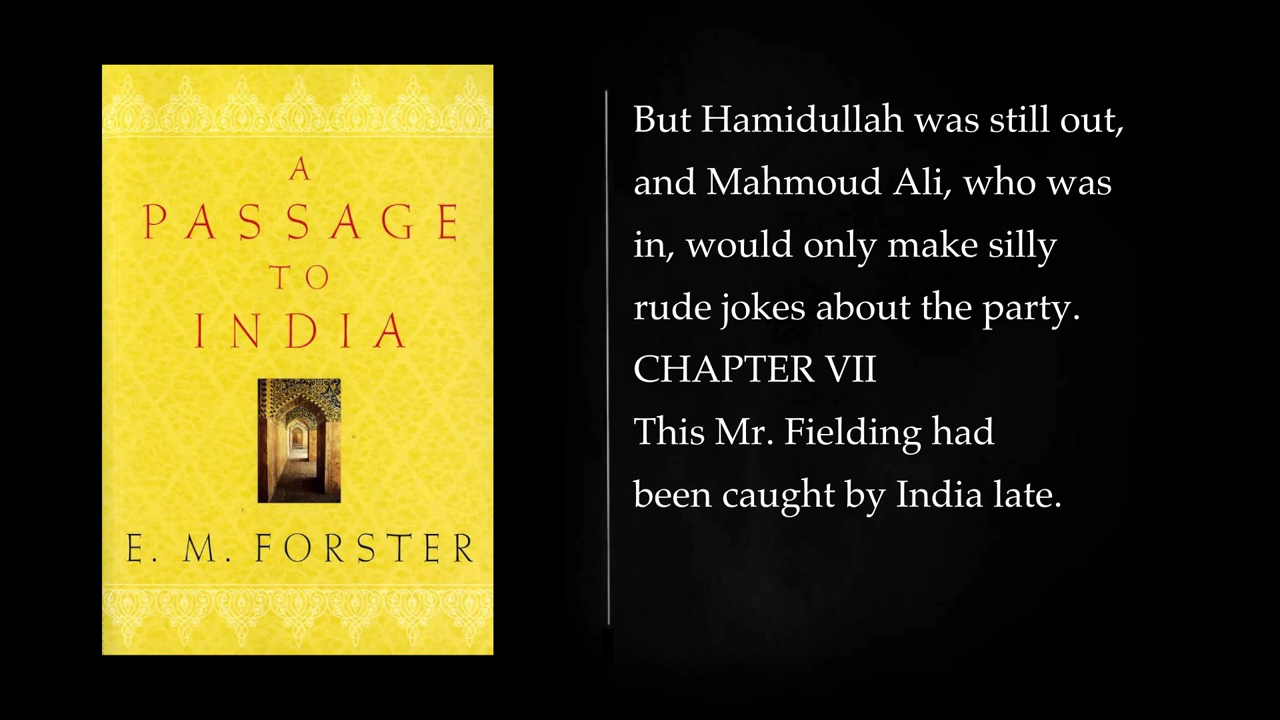 A
PASSAGE
TO
INDIA
E. M. FORSTER
But Hamidullah was still out,
and Mahmoud Ali, who was
in, would only make silly
rude jokes about the party.
CHAPTER VII
This Mr. Fielding had
been caught by India late.